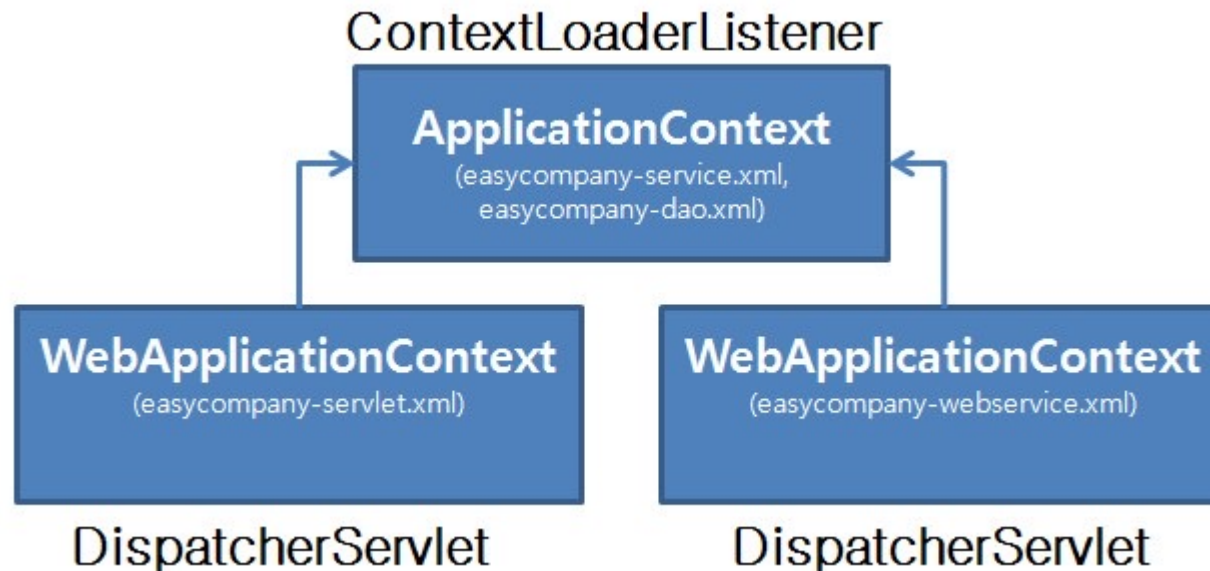 ContextLoaderListener
ApplicationContext
(easycompany-service.xml,
easycompany-dao.xml)
WebApplicationContext
(easycompany-servlet.xml)
DispatcherServlet
WebApplicationContext
(easycompany-webservice.xml)
DispatcherServlet